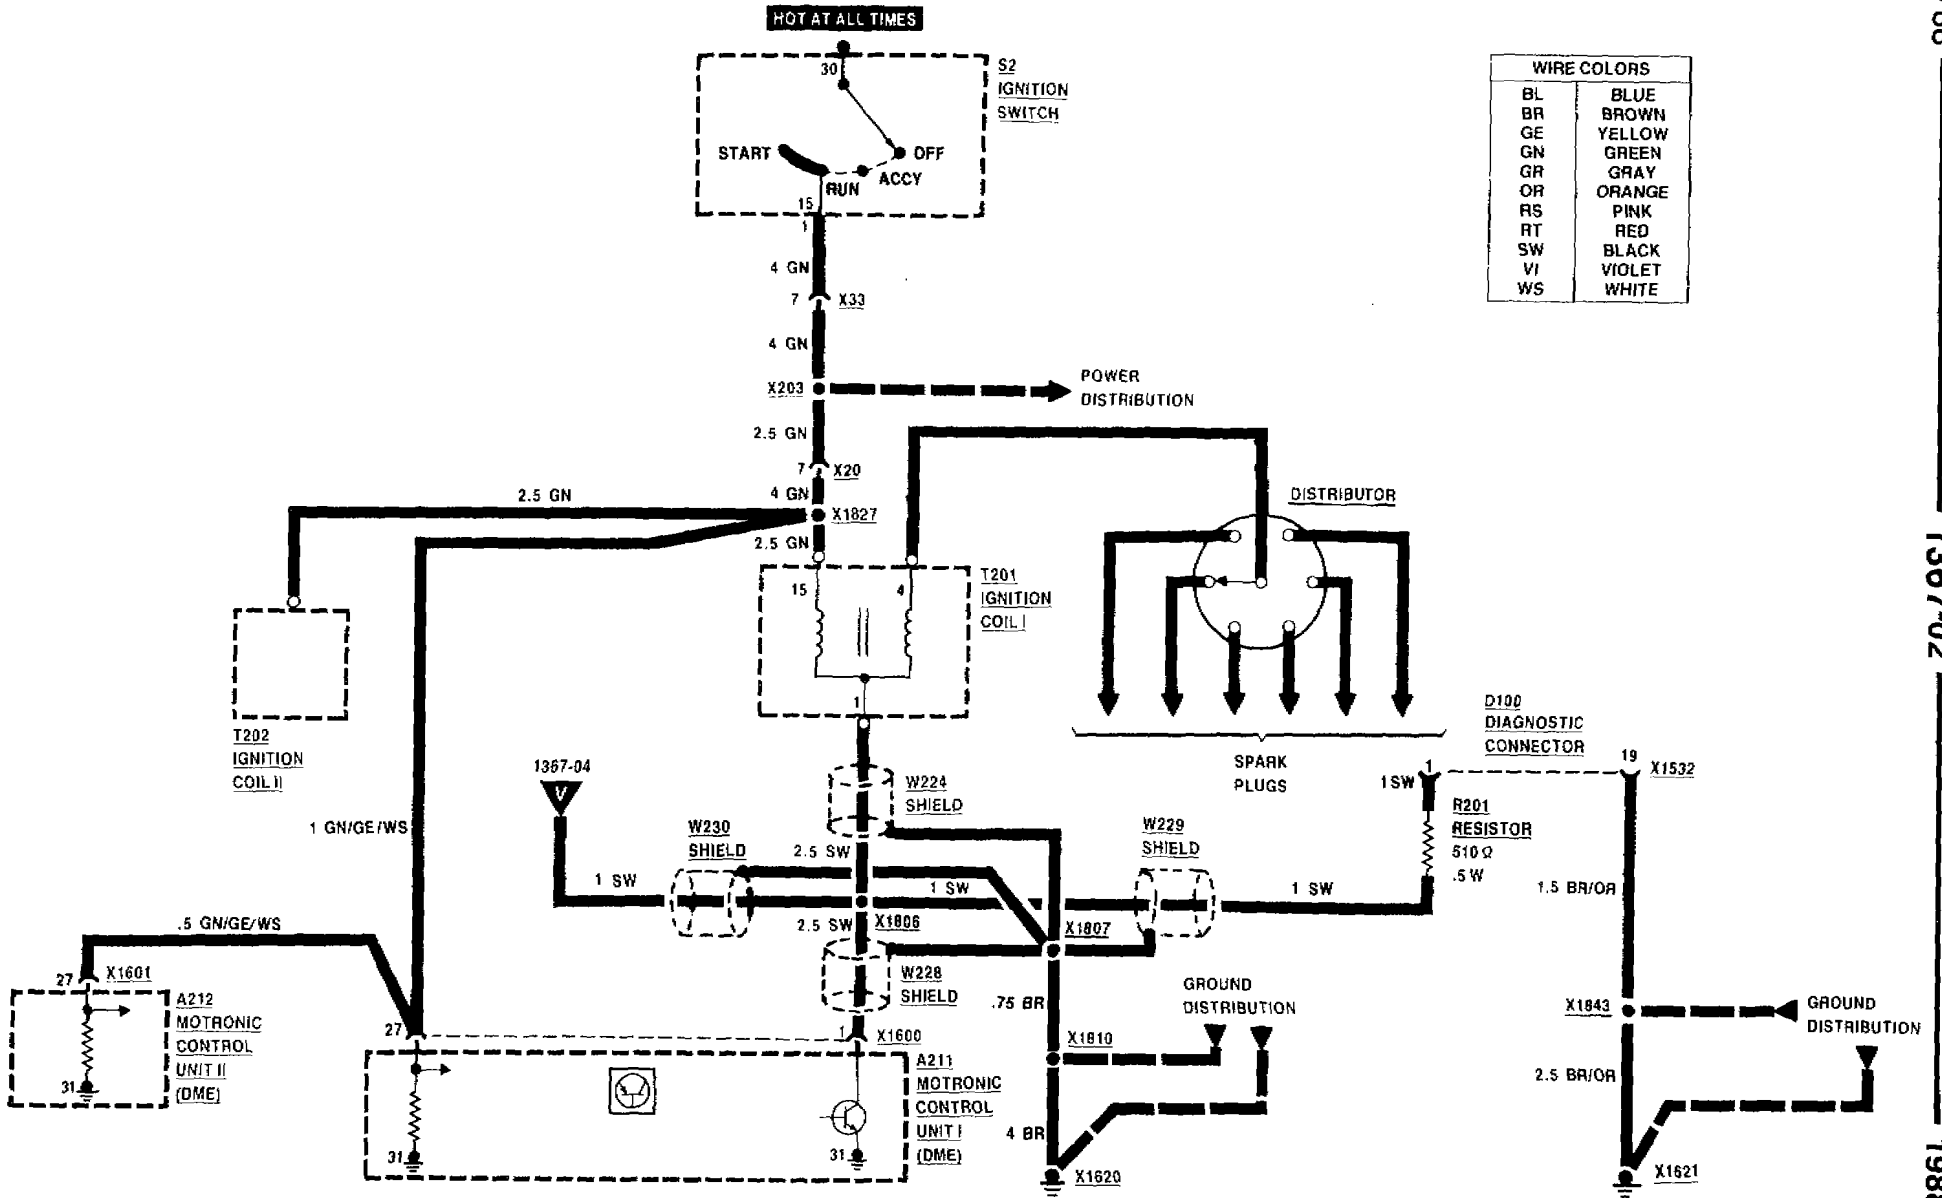 HOT AT ALL TIMES
30
S2
IGNITION
SWITCH
START
OFF
ACCY
RUN
15
1
4 GN
7
X33
4 GN
X203
POWER
DISTRIBUTION
2.5 GN
7
X20
4 GN
2.5 GN
X1827
2.5 GN
WIRE COLORS
BL BLUE
BR BROWN
GE YELLOW
GN GREEN
GR GRAY
OR ORANGE
RS PINK
RT RED
SW BLACK
VI VIOLET
WS WHITE
DISTRIBUTOR
15
4
T201
IGNITION
COIL I
1
T202
IGNITION
COIL II
SPARK
PLUGS
D100
DIAGNOSTIC
CONNECTOR
1
19
X1532
1 SW
R201
RESISTOR
510 Ω
.5 W
1367-04
V
W224
SHIELD
W230
SHIELD
2.5 SW
W229
SHIELD
1 GN/GE/WS
1 SW
1 SW
1 SW
1.5 BR/OR
2.5 SW
X1806
X1807
.5 GN/GE/WS
W228
SHIELD
27
X1601
A212
MOTRONIC
CONTROL
UNIT II
(DME)
31
27
1
X1600
A211
MOTRONIC
CONTROL
UNIT I
(DME)
31
31
.75 BR
GROUND
DISTRIBUTION
X1810
4 BR
X1620
X1843
GROUND
DISTRIBUTION
2.5 BR/OR
X1621
1367-02